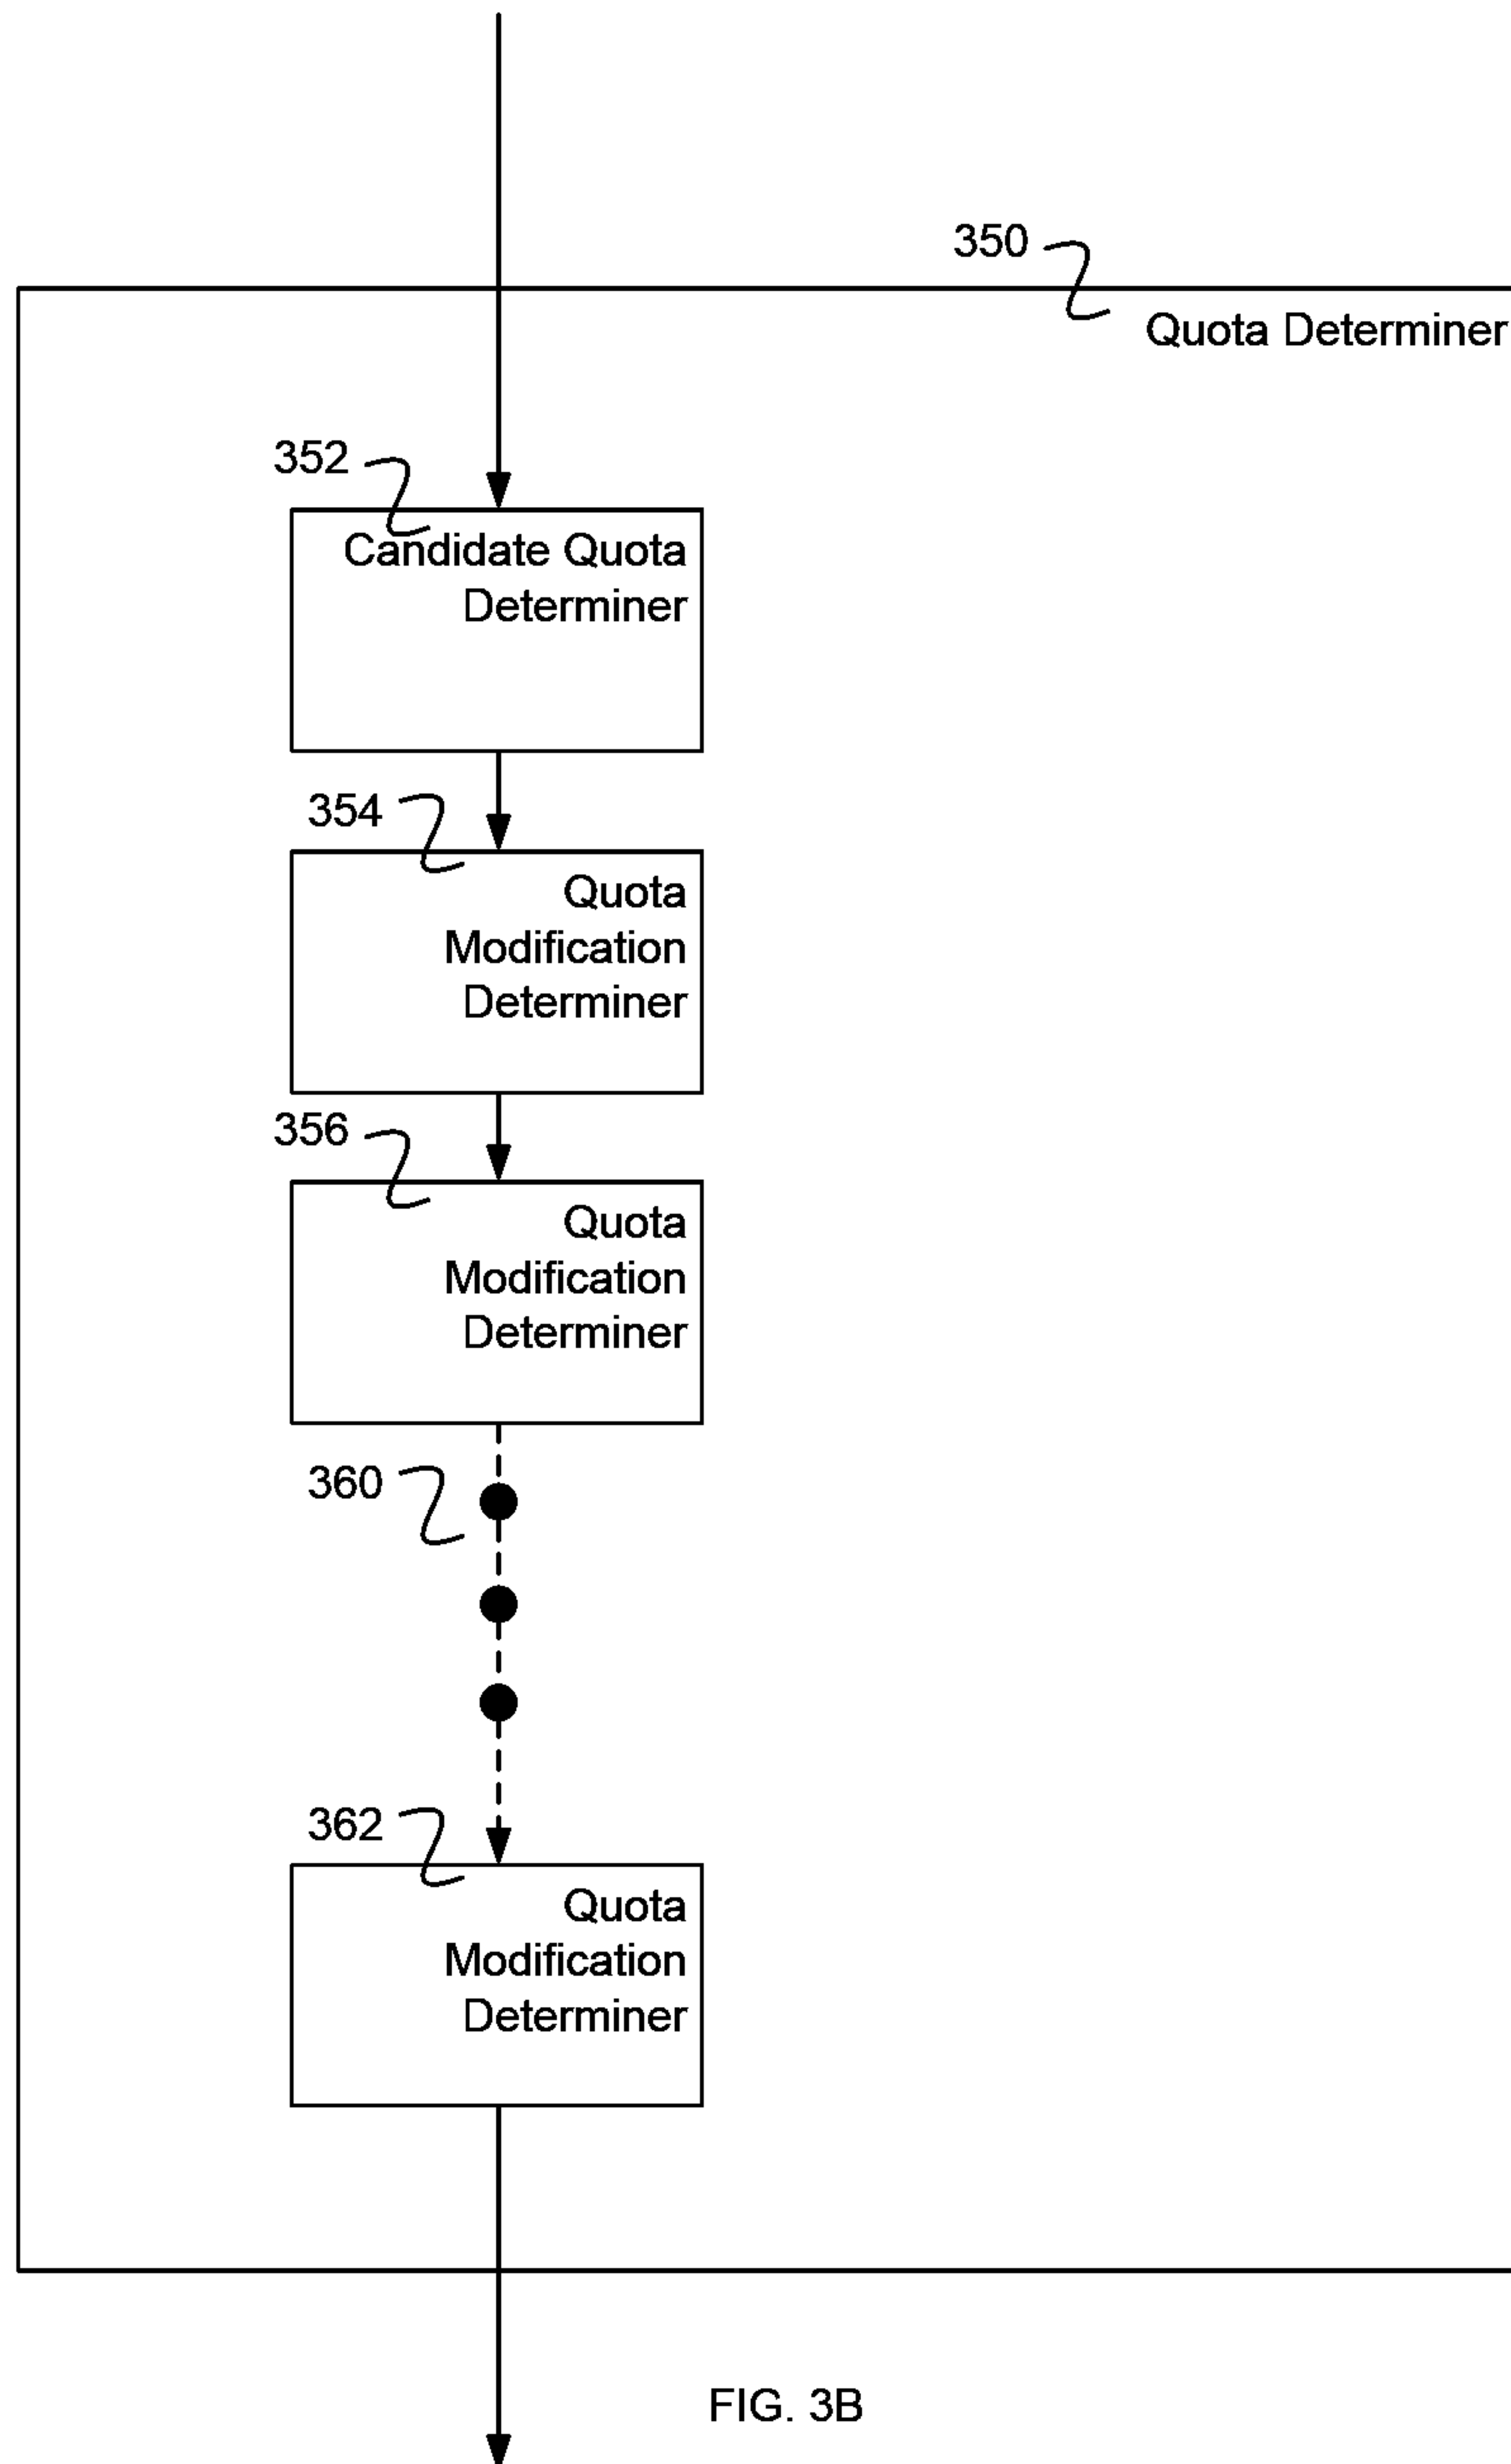 350
Quota Determiner
352
Candidate Quota
Determiner
354
Quota
Modification
Determiner
356
Quota
Modification
Determiner
360
362
Quota
Modification
Determiner
FIG. 3B